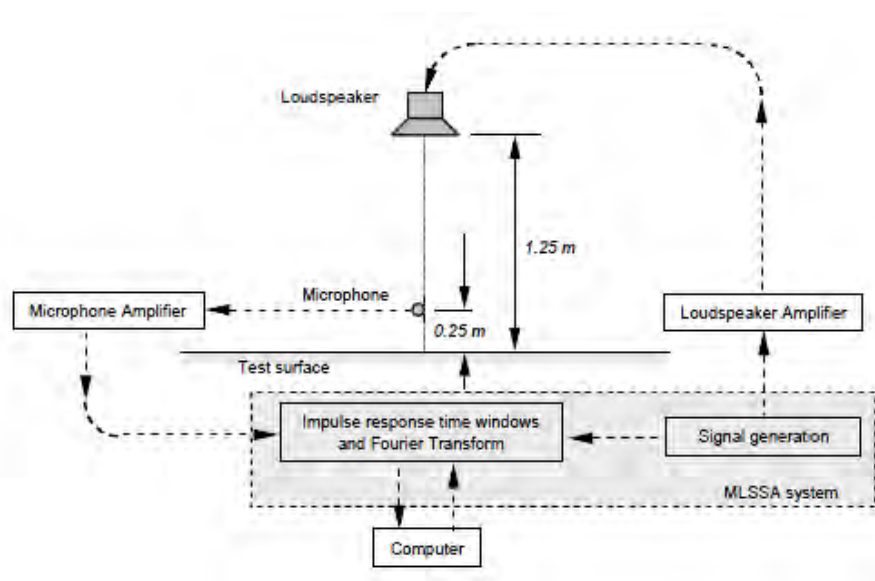 Loudspeaker
1.25 m
Microphone
Microphone Amplifier
0.25 m
Loudspeaker Amplifier
Test surface
Impulse response time windows
and Fourier Transform
Signal generation
MLSSA system
Computer